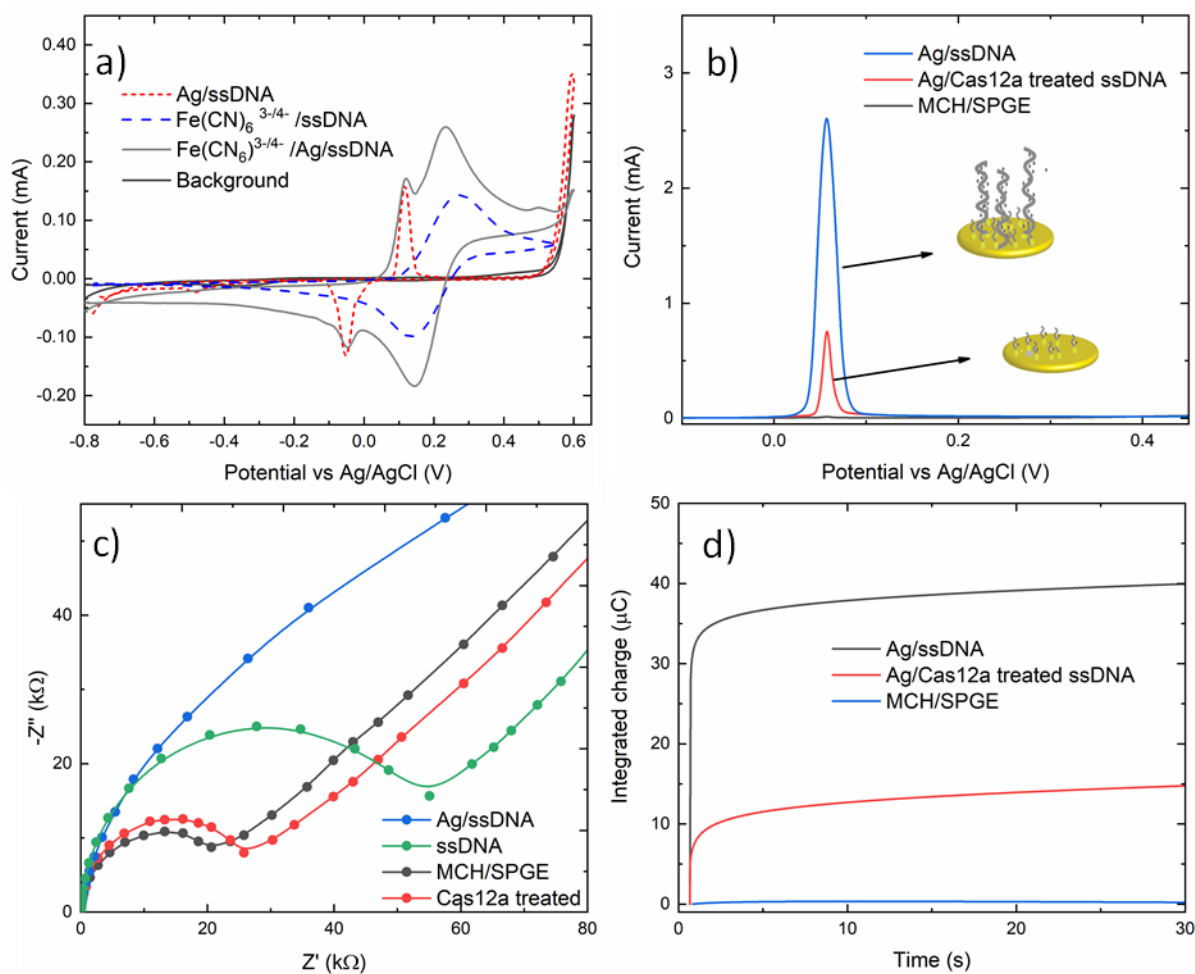 a)
Ag/ssDNA
Fe(CN)₆ ³⁻/⁴⁻ /ssDNA
Fe(CN₆)³⁻/⁴⁻ /Ag/ssDNA
Background
Current (mA)
0.40
0.30
0.20
0.10
0.00
-0.10
-0.20
-0.8 -0.6 -0.4 -0.2 0.0 0.2 0.4 0.6
Potential vs Ag/AgCl (V)
b)
Ag/ssDNA
Ag/Cas12a treated ssDNA
MCH/SPGE
Current (mA)
3
2
1
0
0.0 0.2 0.4
Potential vs Ag/AgCl (V)
c)
-Z'' (kΩ)
40
20
0
Ag/ssDNA
ssDNA
MCH/SPGE
Cas12a treated
0 20 40 60 80
Z' (kΩ)
d)
Integrated charge (μC)
50
40
30
20
10
0
Ag/ssDNA
Ag/Cas12a treated ssDNA
MCH/SPGE
0 10 20 30
Time (s)